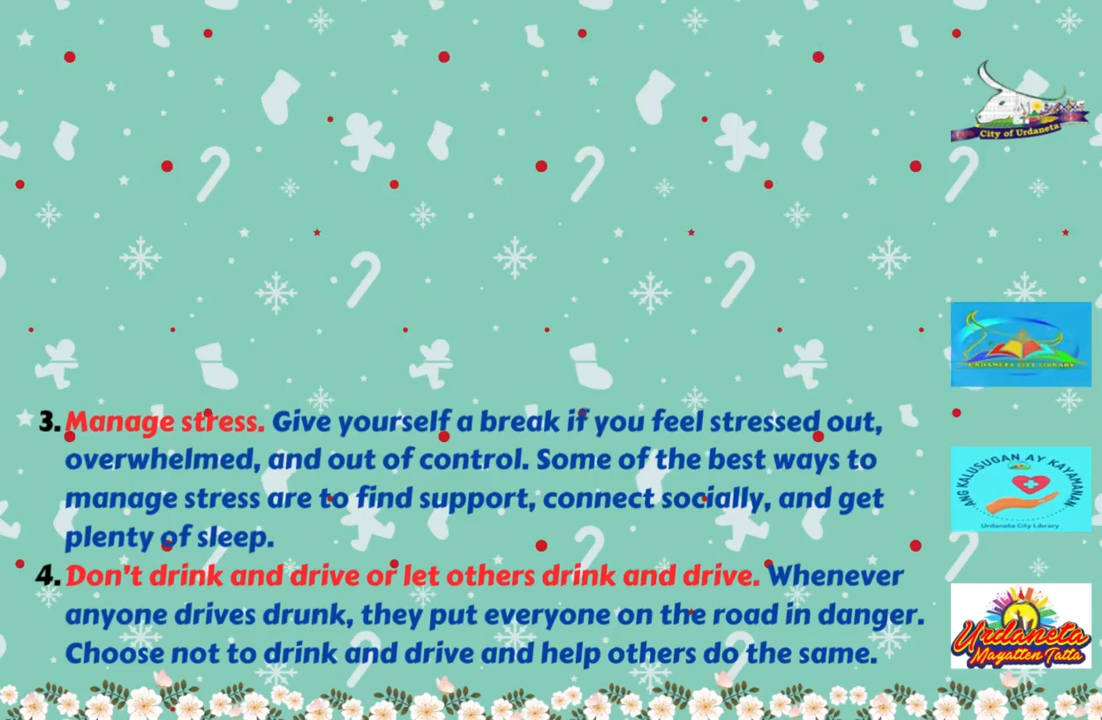 City of Urdaneta
URDANETA CITY LIBRARY
3. Manage stress. Give yourself a break if you feel stressed out,
overwhelmed, and out of control. Some of the best ways to
manage stress are to find support, connect socially, and get
plenty of sleep.
ANG KALUSUGAN AY KAYAMANAN
Urdaneta City Library
4. Don't drink and drive or let others drink and drive. Whenever
anyone drives drunk, they put everyone on the road in danger.
Choose not to drink and drive and help others do the same.
Urdaneta
Mayatten Tatta